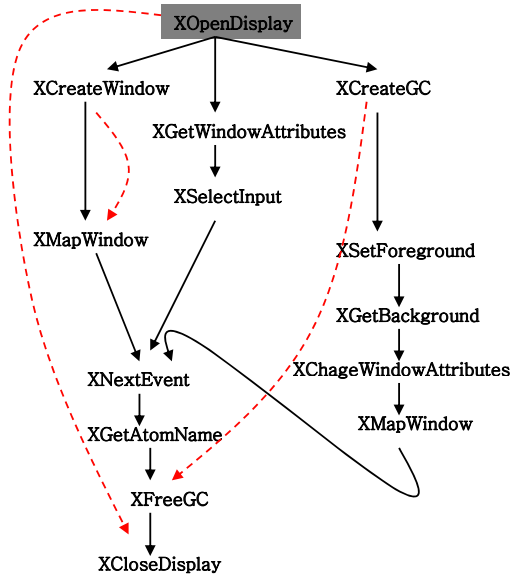 XOpenDisplay
XCreateWindow
XCreateGC
XGetWindowAttributes
XSelectInput
XMapWindow
XSetForeground
XGetBackground
XChageWindowAttributes
XNextEvent
XMapWindow
XGetAtomName
XFreeGC
XCloseDisplay